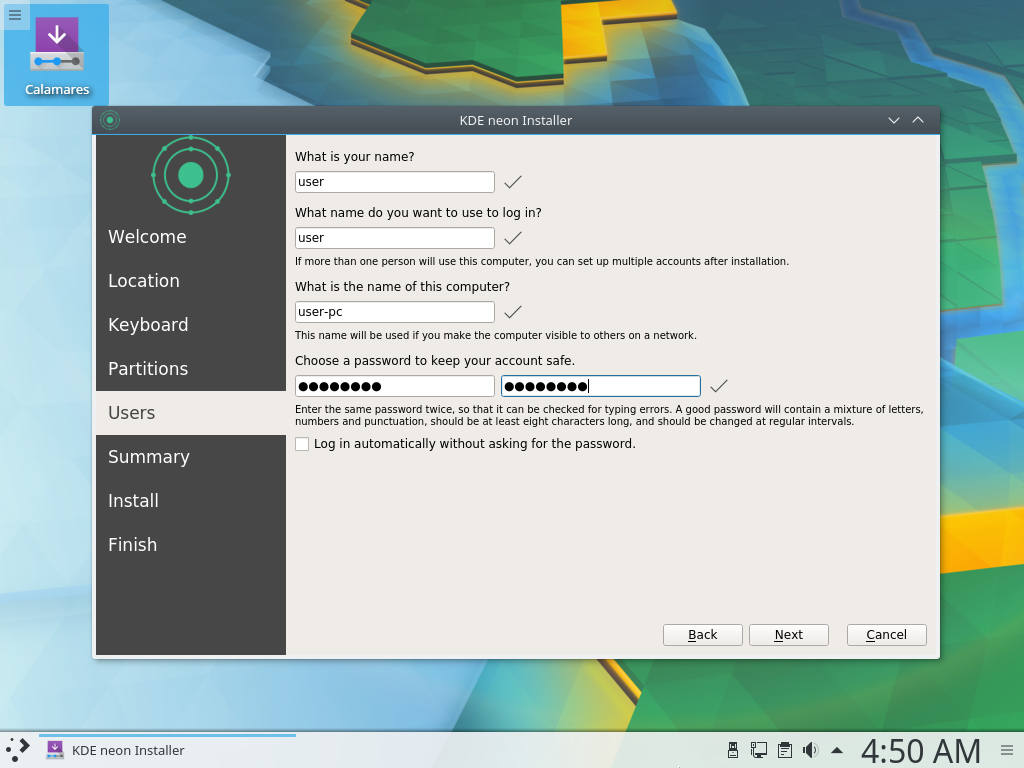 Calamares
KDE neon Installer
Welcome
Location
Keyboard
Partitions
Users
Summary
Install
Finish
What is your name?
user
What name do you want to use to log in?
user
If more than one person will use this computer, you can set up multiple accounts after installation.
What is the name of this computer?
user-pc
This name will be used if you make the computer visible to others on a network.
Choose a password to keep your account safe.
●●●●●●●● ●●●●●●●●
Enter the same password twice, so that it can be checked for typing errors. A good password will contain a mixture of letters,
numbers and punctuation, should be at least eight characters long, and should be changed at regular intervals.
Log in automatically without asking for the password.
Back Next Cancel
KDE neon Installer
4:50 AM